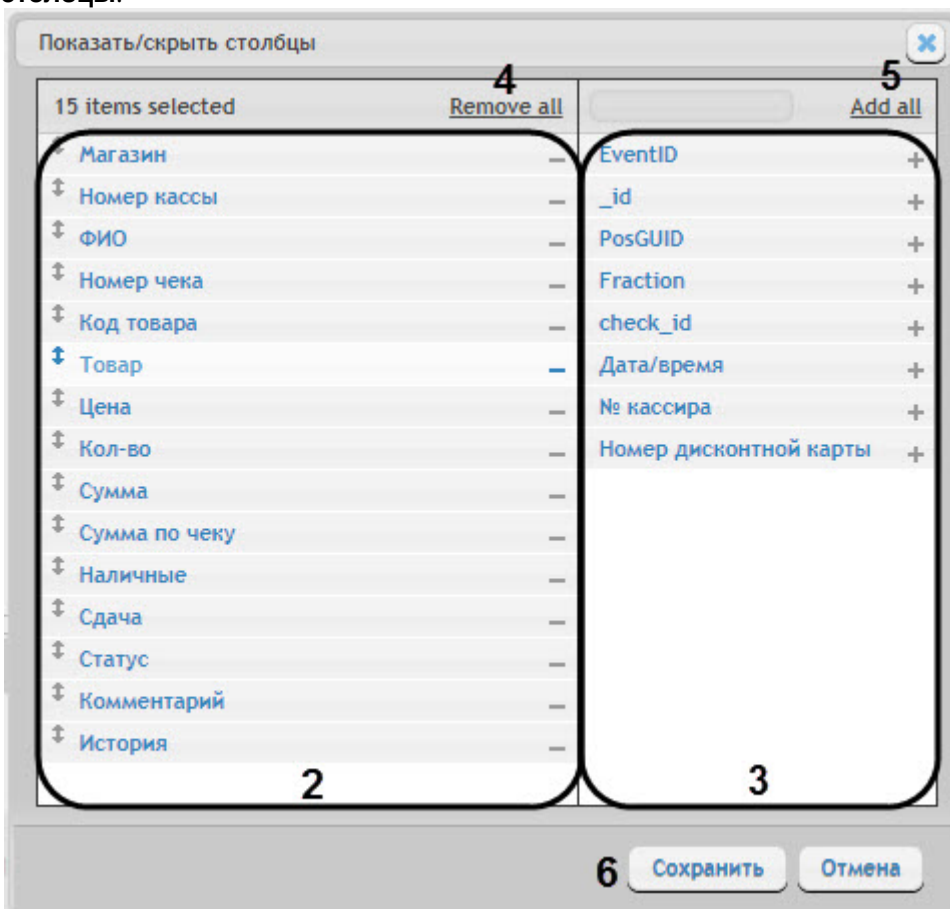 столбцы.
Показать/скрыть столбцы
4 5
15 items selected Remove all Add all
Магазин EventID
Номер кассы _id
ФИО PosGUID
Номер чека Fraction
Код товара check_id
Товар Дата/время
Цена № кассира
Кол-во Номер дисконтной карты
Сумма
Сумма по чеку
Наличные
Сдача
Статус
Комментарий
История
2 3
6 Сохранить Отмена